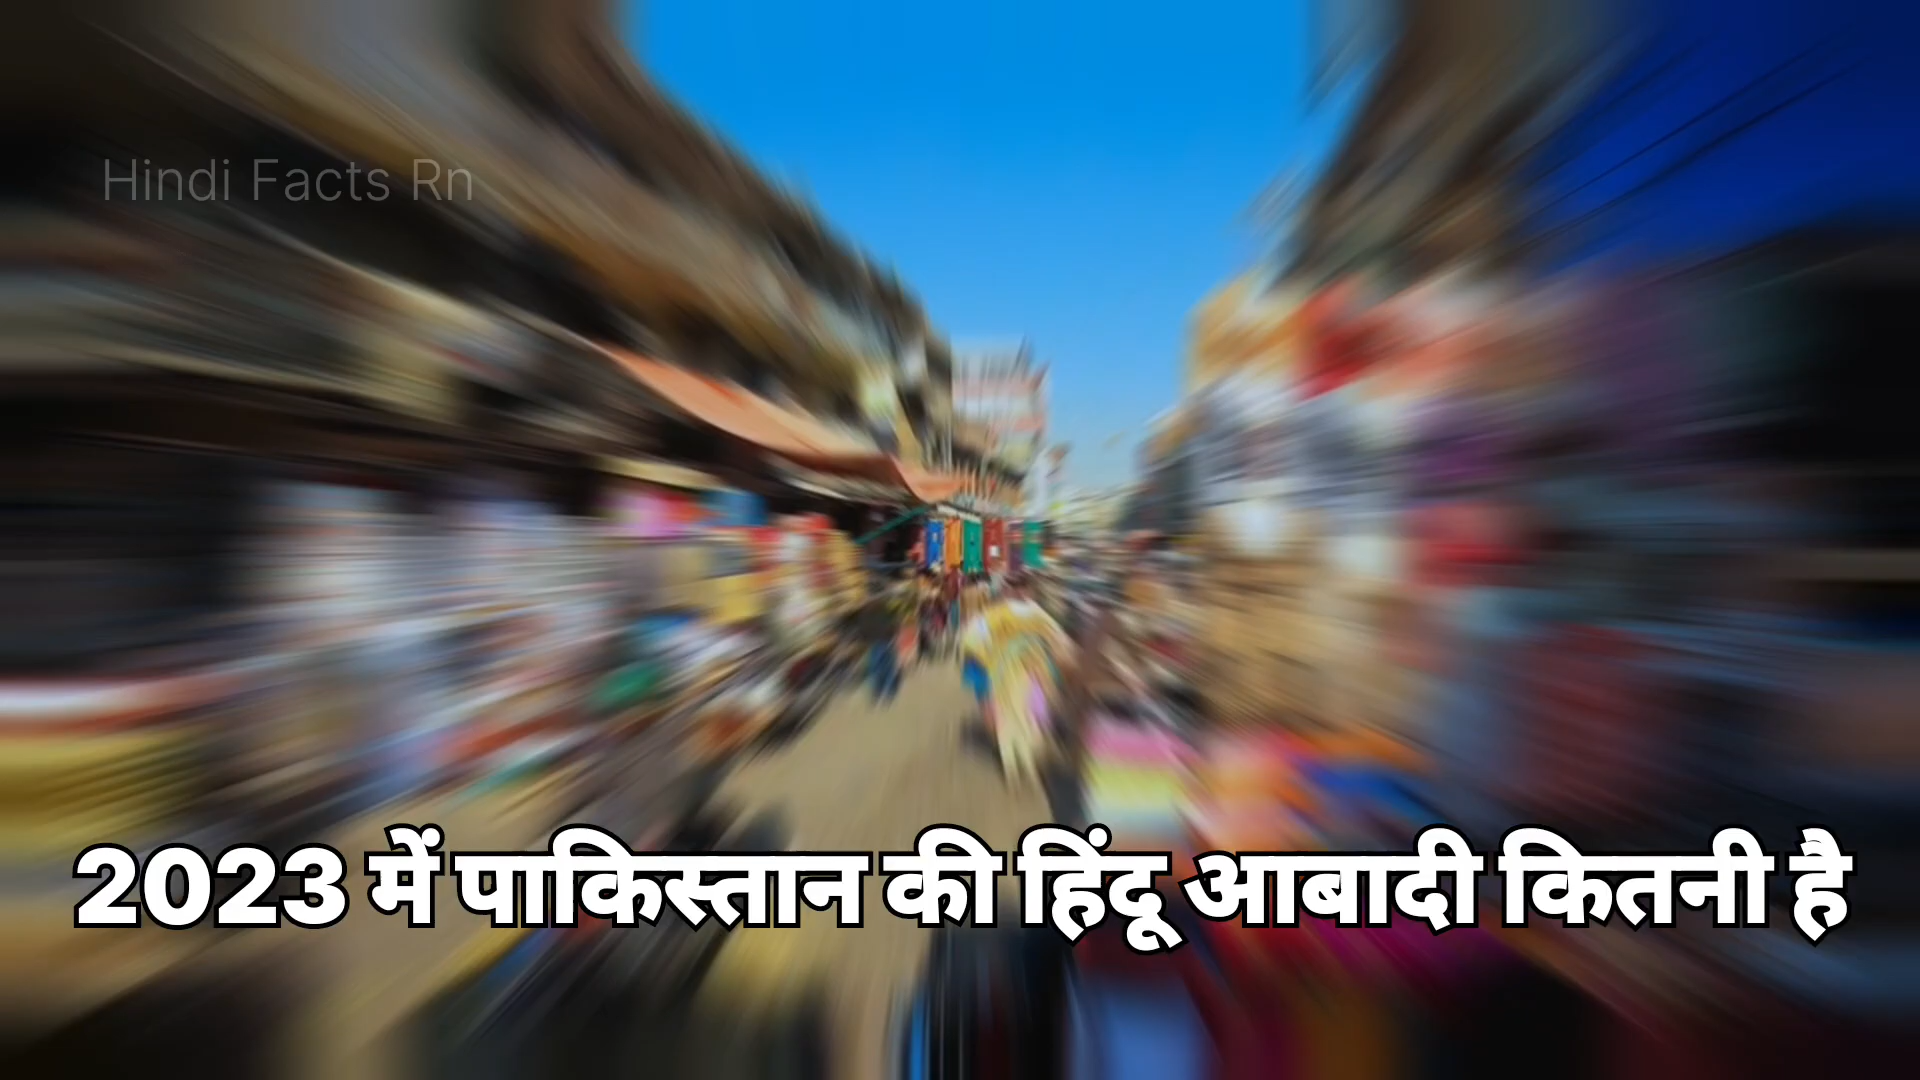 Hindi Facts Rn
2023 में पाकिस्तान की हिंदू आबादी कितनी है